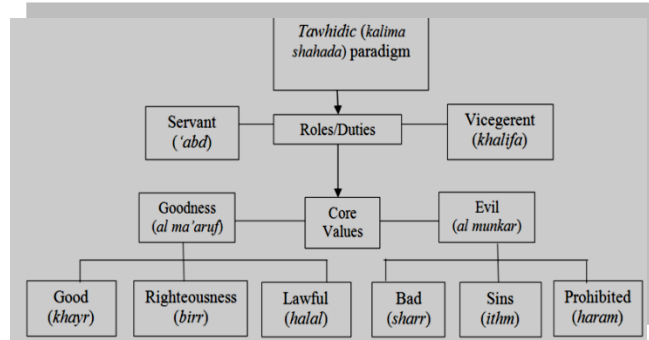 Tawhidic (kalima
shahada) paradigm
Servant
(‘abd)
Roles/Duties
Vicegerent
(khalifa)
Goodness
(al ma’aruf)
Core
Values
Evil
(al munkar)
Good
(khayr)
Righteousness
(birr)
Lawful
(halal)
Bad
(sharr)
Sins
(ithm)
Prohibited
(haram)